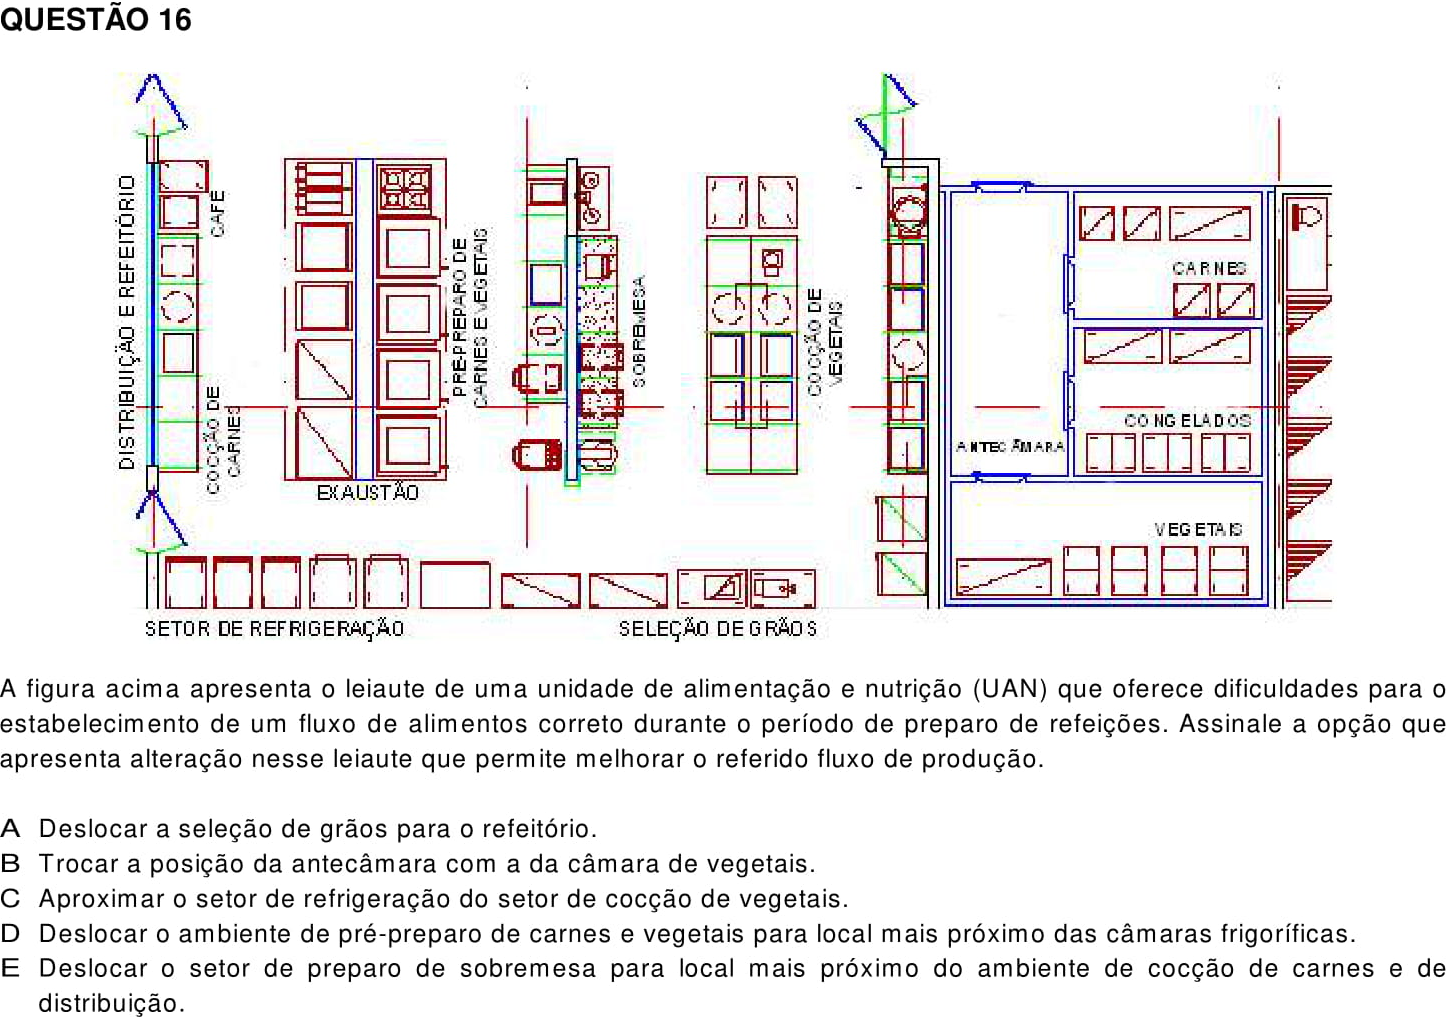 QUESTÃO 16
DISTRIBUIÇÃO E REFEITÓRIO
CAFÉ
COCÇÃO DE
CARNES
EXAUSTÃO
PRÉ-PREPARO DE
CARNES E VEGETAIS
SOBREMESA
COCÇÃO DE
VEGETAIS
CARNES
CONGELADOS
ANTECÂMARA
VEGETAIS
SETOR DE REFRIGERAÇÃO
SELEÇÃO DE GRÃOS
A figura acima apresenta o leiaute de uma unidade de alimentação e nutrição (UAN) que oferece dificuldades para o
estabelecimento de um fluxo de alimentos correto durante o período de preparo de refeições. Assinale a opção que
apresenta alteração nesse leiaute que permite melhorar o referido fluxo de produção.
A Deslocar a seleção de grãos para o refeitório.
B Trocar a posição da antecâmara com a da câmara de vegetais.
C Aproximar o setor de refrigeração do setor de cocção de vegetais.
D Deslocar o ambiente de pré-preparo de carnes e vegetais para local mais próximo das câmaras frigoríficas.
E Deslocar o setor de preparo de sobremesa para local mais próximo do ambiente de cocção de carnes e de
distribuição.